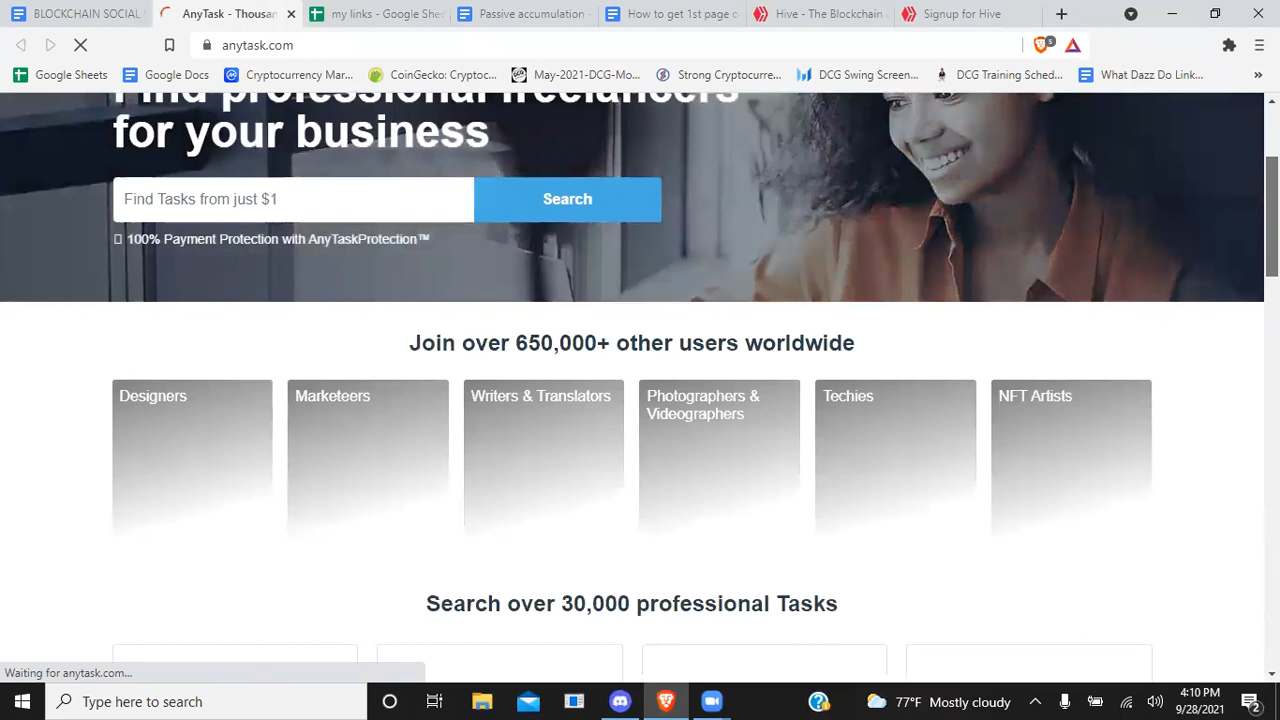 BLOCKCHAIN SOCIAL
AnyTask - Thousan
my links - Google She
Passive accumulation -
How to get 1st page o
Hive - The Blockchain
Signup for Hive
anytask.com
5
Google Sheets
Google Docs
Cryptocurrency Mar...
CoinGecko: Cryptoc...
May-2021-DCG-Mo...
Strong Cryptocurre...
DCG Swing Screen...
DCG Training Sched...
What Dazz Do Link...
»
Find professional freelancers
for your business
Find Tasks from just $1
Search
100% Payment Protection with AnyTaskProtection™
Join over 650,000+ other users worldwide
Designers
Marketeers
Writers & Translators
Photographers &
Videographers
Techies
NFT Artists
Search over 30,000 professional Tasks
Waiting for anytask.com...
Type here to search
77°F Mostly cloudy
4:10 PM
9/28/2021
2